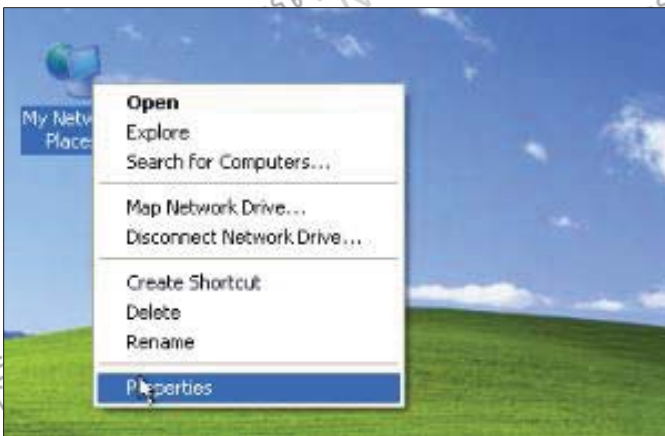 My Netw
Place
Open
Explore
Search for Computers...
Map Network Drive...
Disconnect Network Drive...
Create Shortcut
Delete
Rename
Properties